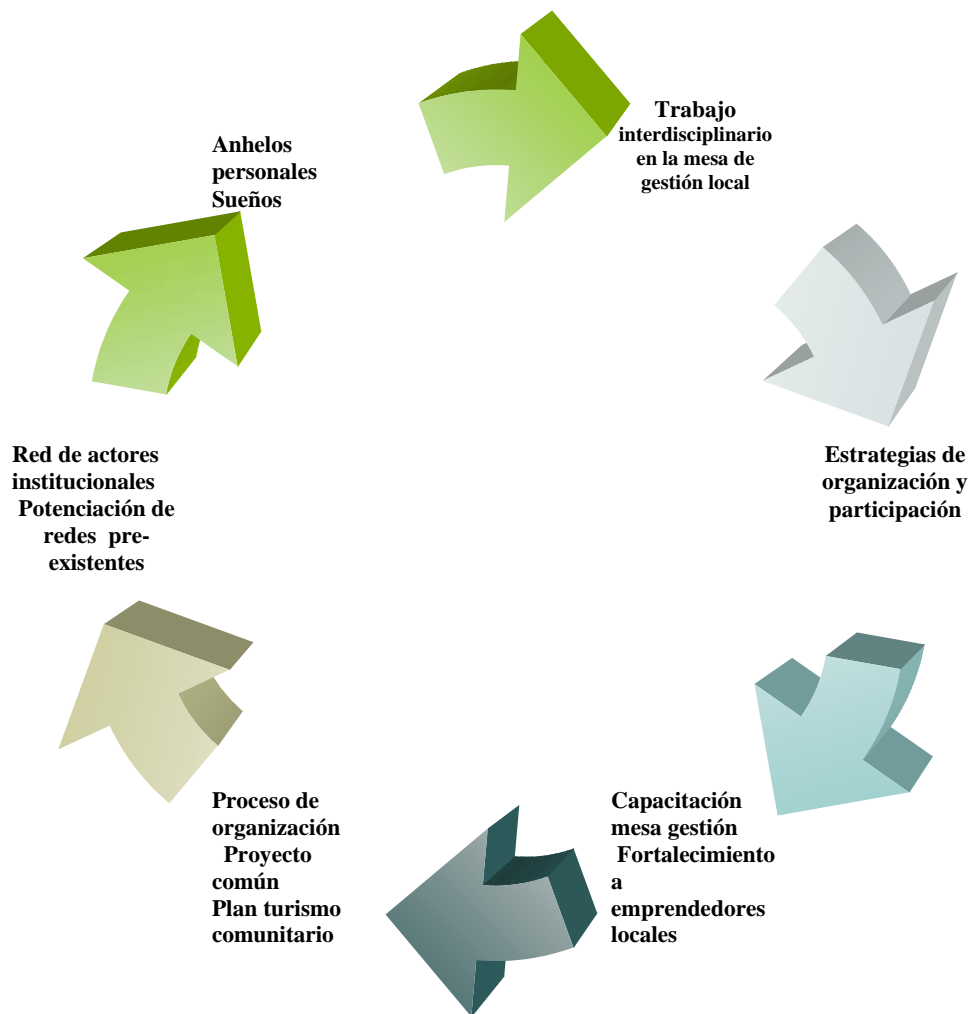 Anhelos
personales
Sueños
Trabajo
interdisciplinario
en la mesa de
gestión local
Estrategias de
organización y
participación
Capacitación
mesa gestión
Fortalecimiento
a
emprendedores
locales
Proceso de
organización
Proyecto
común
Plan turismo
comunitario
Red de actores
institucionales
Potenciación de
redes pre-
existentes